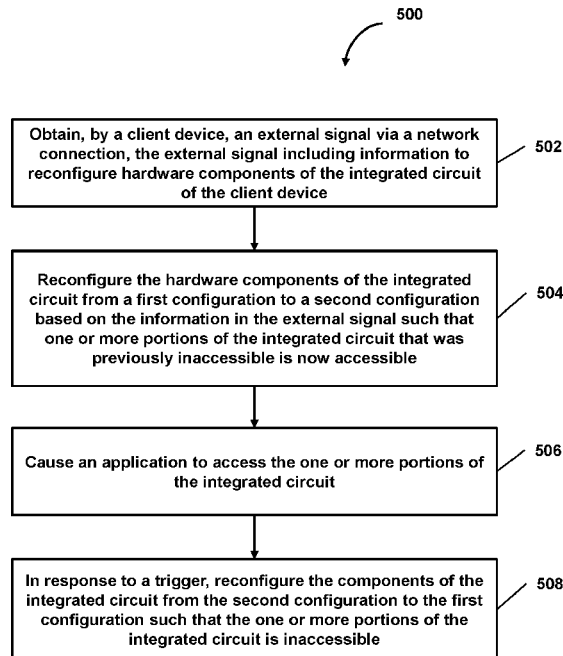 500
Obtain, by a client device, an external signal via a network
connection, the external signal including information to
reconfigure hardware components of the integrated circuit
of the client device
502
Reconfigure the hardware components of the integrated
circuit from a first configuration to a second configuration
based on the information in the external signal such that
one or more portions of the integrated circuit that was
previously inaccessible is now accessible
504
Cause an application to access the one or more portions of
the integrated circuit
506
In response to a trigger, reconfigure the components of the
integrated circuit from the second configuration to the first
configuration such that the one or more portions of the
integrated circuit is inaccessible
508